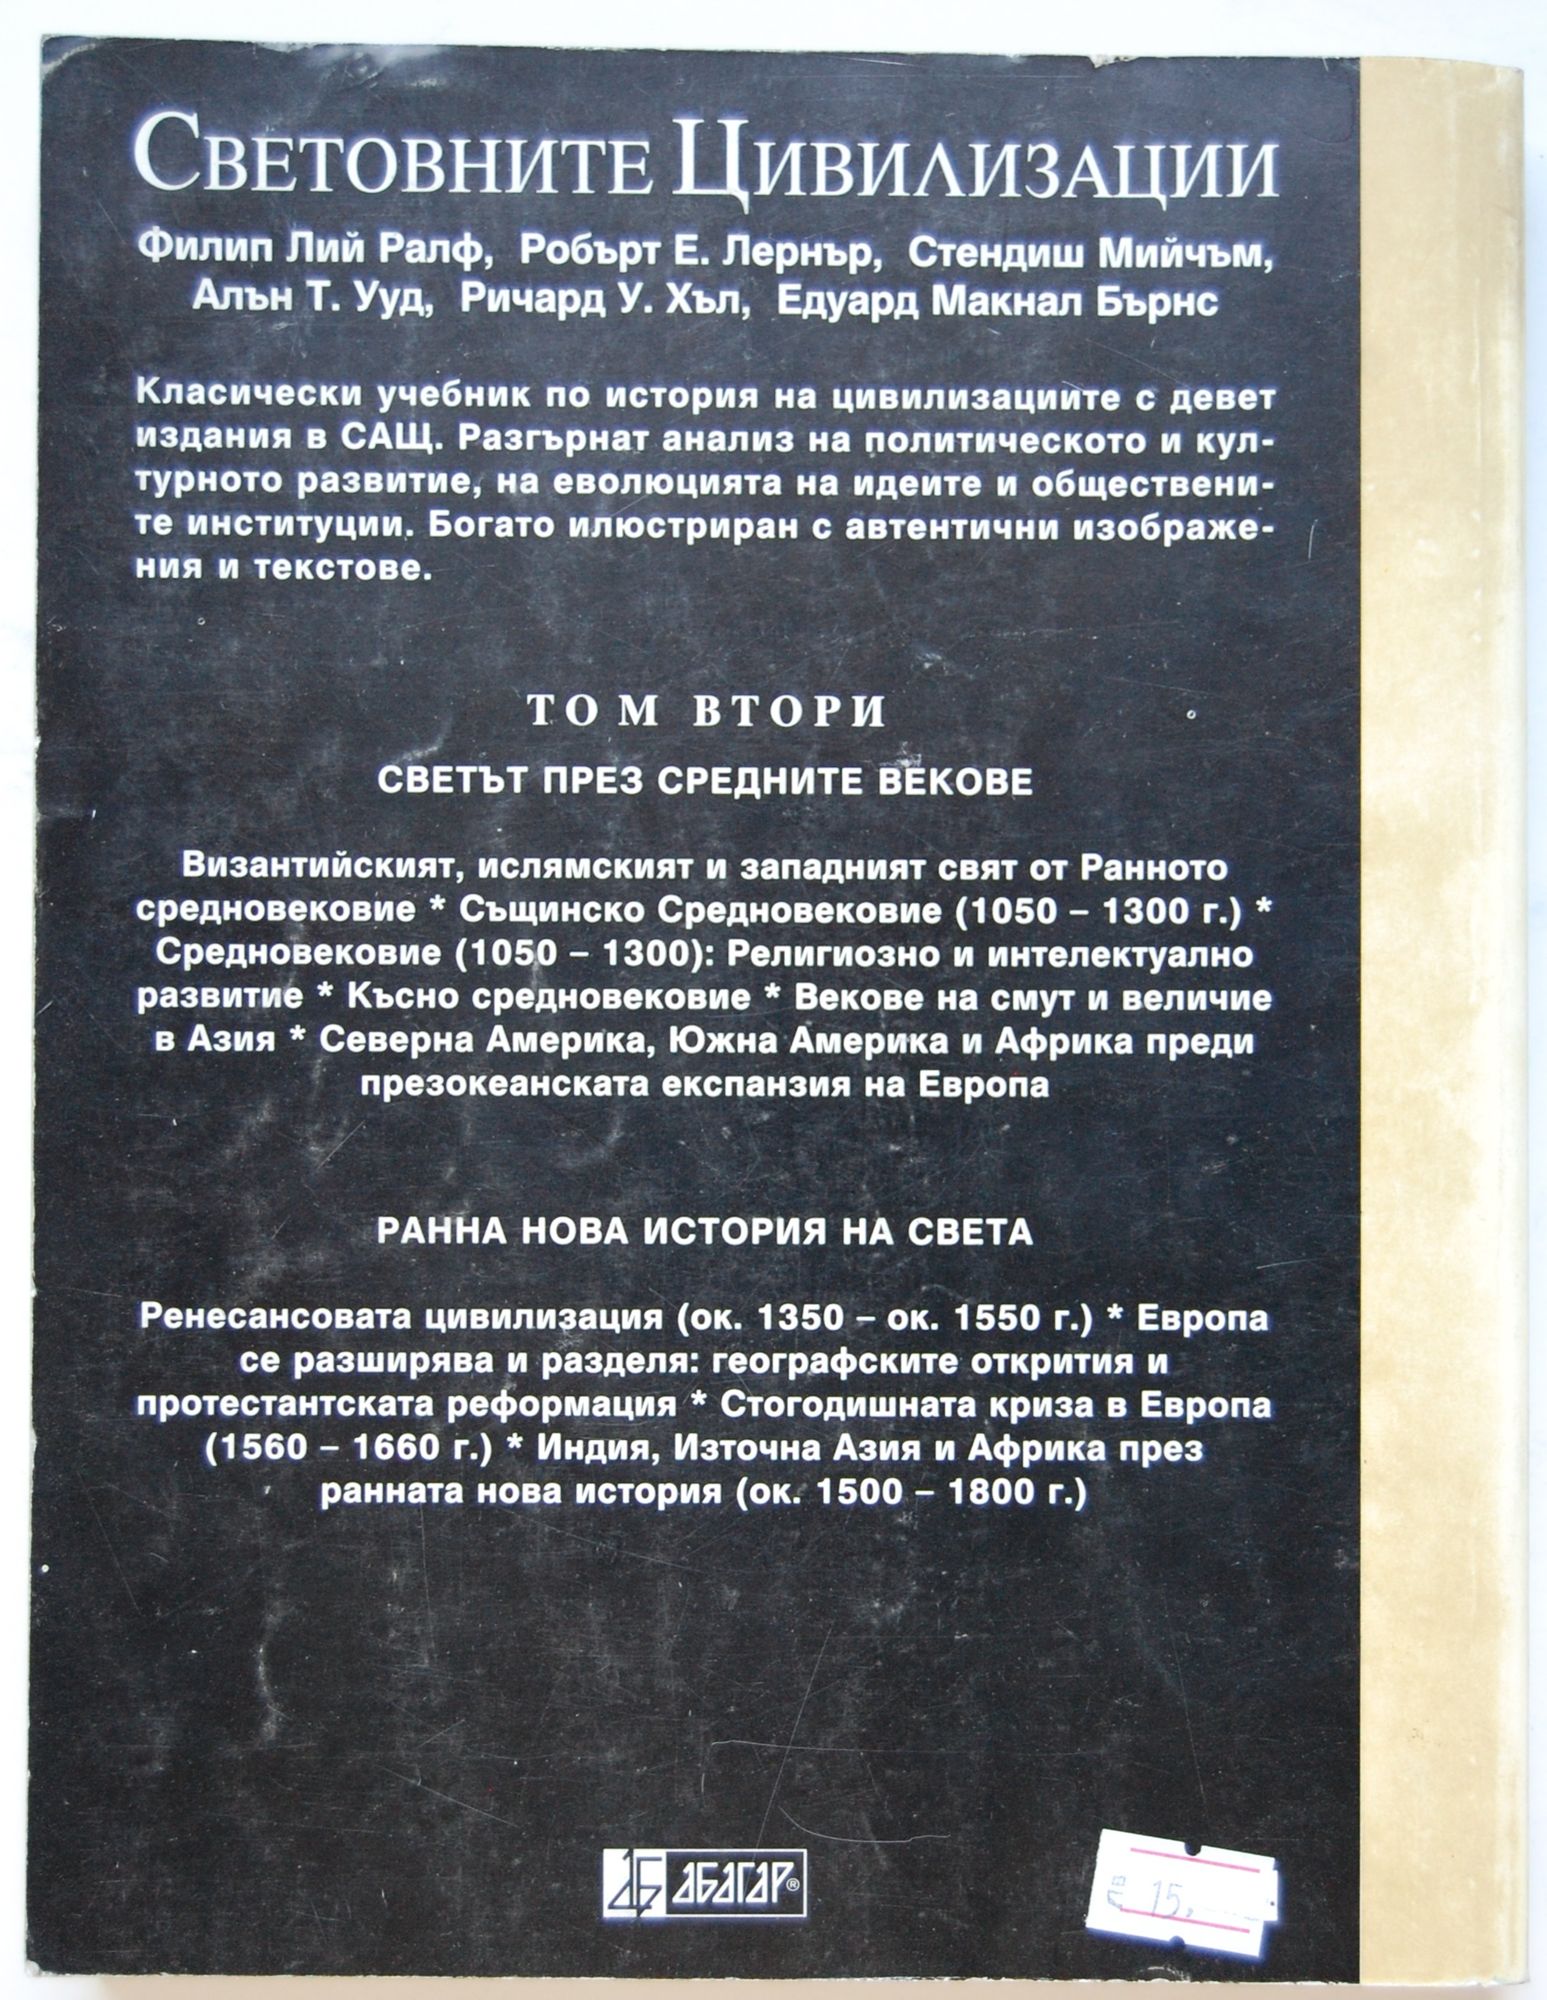 Световните Цивилизации
Филип Лий Ралф, Робърт Е. Лернър, Стендиш Мийчъм,
Алън Т. Ууд, Ричард У. Хъл, Едуард Макнал Бърнс
Класически учебник по история на цивилизациите с девет
издания в САЩ. Разгърнат анализ на политическото и кул-
турното развитие, на еволюцията на идеите и обществени-
те институции. Богато илюстриран с автентични изображе-
ния и текстове.
ТОМ ВТОРИ
СВЕТЪТ ПРЕЗ СРЕДНИТЕ ВЕКОВЕ
Византийският, ислямският и западният свят от Ранното
средновековие * Същинско Средновековие (1050 – 1300 г.) *
Средновековие (1050 – 1300): Религиозно и интелектуално
развитие * Късно средновековие * Векове на смут и величие
в Азия * Северна Америка, Южна Америка и Африка преди
презокеанската експанзия на Европа
РАННА НОВА ИСТОРИЯ НА СВЕТА
Ренесансовата цивилизация (ок. 1350 – ок. 1550 г.) * Европа
се разширява и разделя: географските открития и
протестантската реформация * Стогодишната криза в Европа
(1560 – 1660 г.) * Индия, Източна Азия и Африка през
ранната нова история (ок. 1500 – 1800 г.)
АБАГАР®
15,